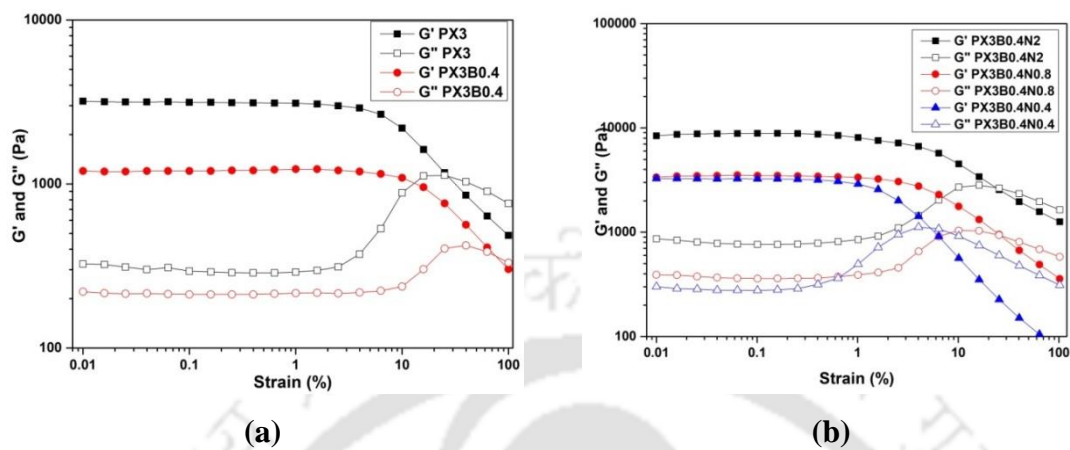 10000
1000
100
G' and G'' (Pa)
0.01 0.1 1 10 100
Strain (%)
G' PX3
G'' PX3
G' PX3B0.4
G'' PX3B0.4
(a)
100000
10000
1000
100
G' and G'' (Pa)
0.01 0.1 1 10 100
Strain (%)
G' PX3B0.4N2
G'' PX3B0.4N2
G' PX3B0.4N0.8
G'' PX3B0.4N0.8
G' PX3B0.4N0.4
G'' PX3B0.4N0.4
(b)